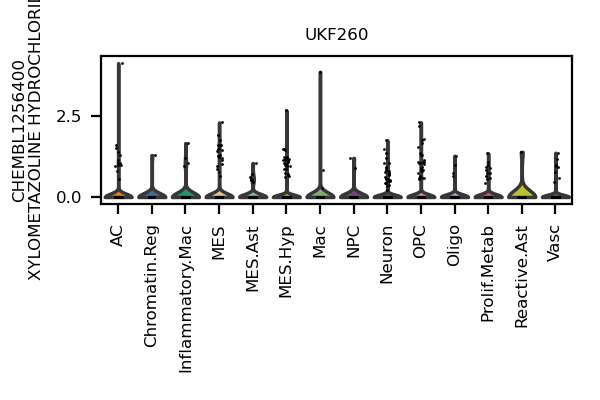 UKF260
CHEMBL1256400
XYLOMETAZOLINE
2.5
0.0
AC
Chromatin.Reg
Inflammatory.Mac
MES
MES.Ast
MES.Hyp
Mac
NPC
Neuron
OPC
Oligo
Prolif.Metab
Reactive.Ast
Vasc